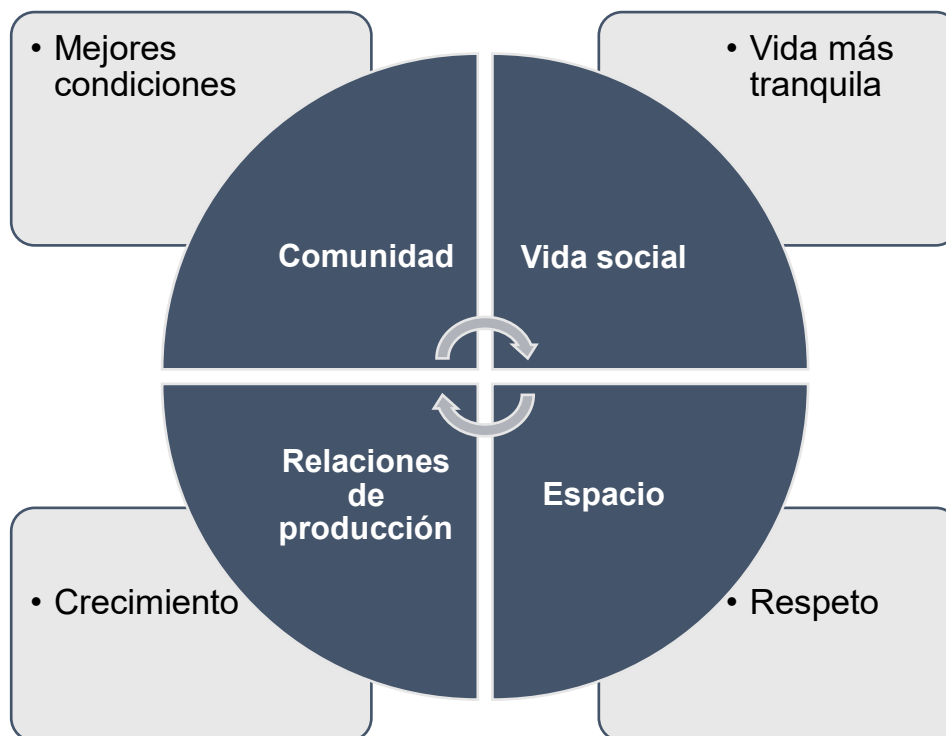 • Mejores
condiciones
• Vida más
tranquila
Comunidad
Vida social
Relaciones
de
producción
Espacio
• Crecimiento
• Respeto